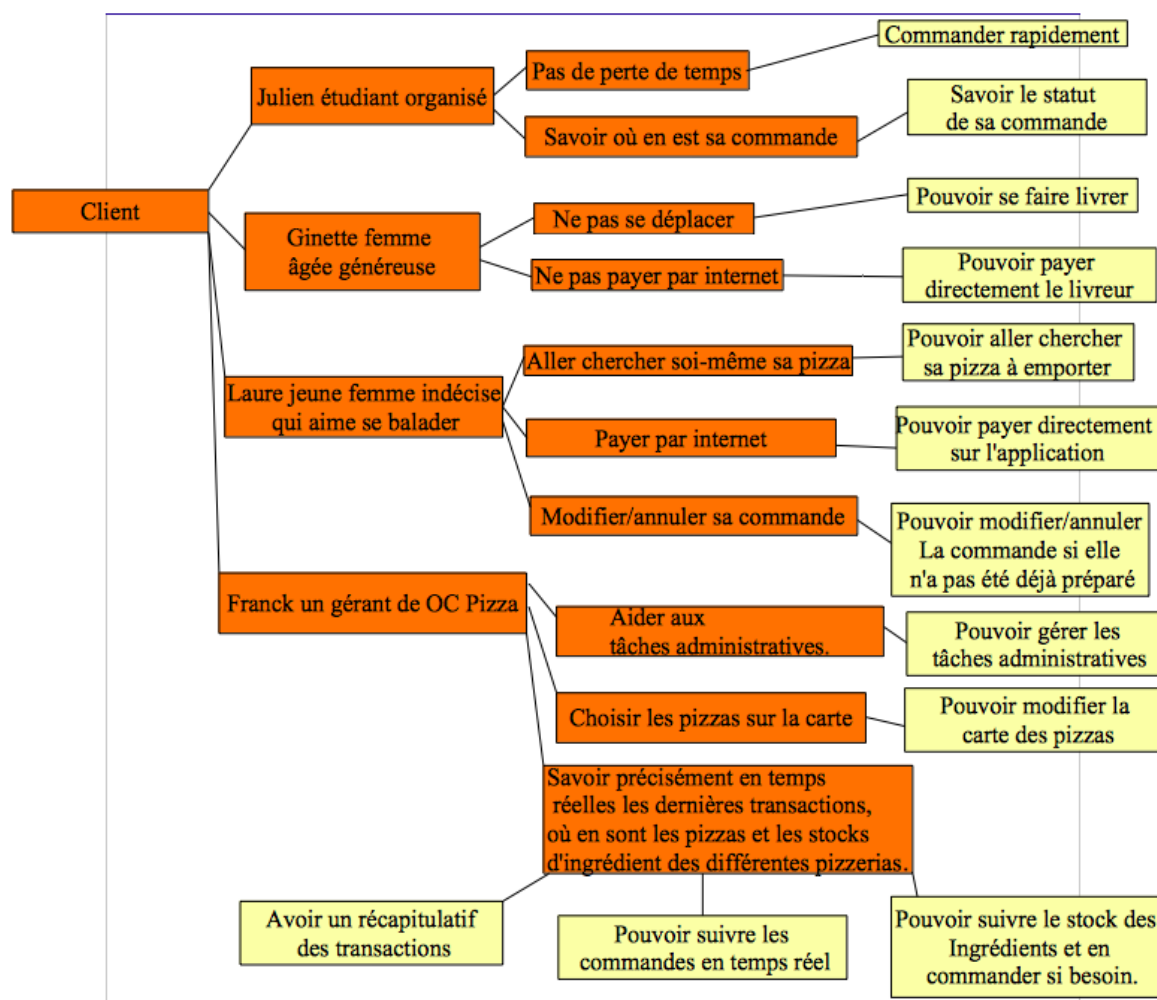 Commander rapidement
Pas de perte de temps
Julien étudiant organisé
Savoir le statut
de sa commande
Savoir où en est sa commande
Client
Pouvoir se faire livrer
Ne pas se déplacer
Ginette femme
âgée généreuse
Ne pas payer par internet
Pouvoir payer
directement le livreur
Aller chercher soi-même sa pizza
Pouvoir aller chercher
sa pizza à emporter
Laure jeune femme indécise
qui aime se balader
Payer par internet
Pouvoir payer directement
sur l'application
Modifier/annuler sa commande
Pouvoir modifier/annuler
La commande si elle
n'a pas été déjà préparé
Franck un gérant de OC Pizza
Aider aux
tâches administratives.
Pouvoir gérer les
tâches administratives
Choisir les pizzas sur la carte
Pouvoir modifier la
carte des pizzas
Savoir précisément en temps
réelles les dernières transactions,
où en sont les pizzas et les stocks
d'ingrédient des différentes pizzerias.
Avoir un récapitulatif
des transactions
Pouvoir suivre les
commandes en temps réel
Pouvoir suivre le stock des
Ingrédients et en
commander si besoin.